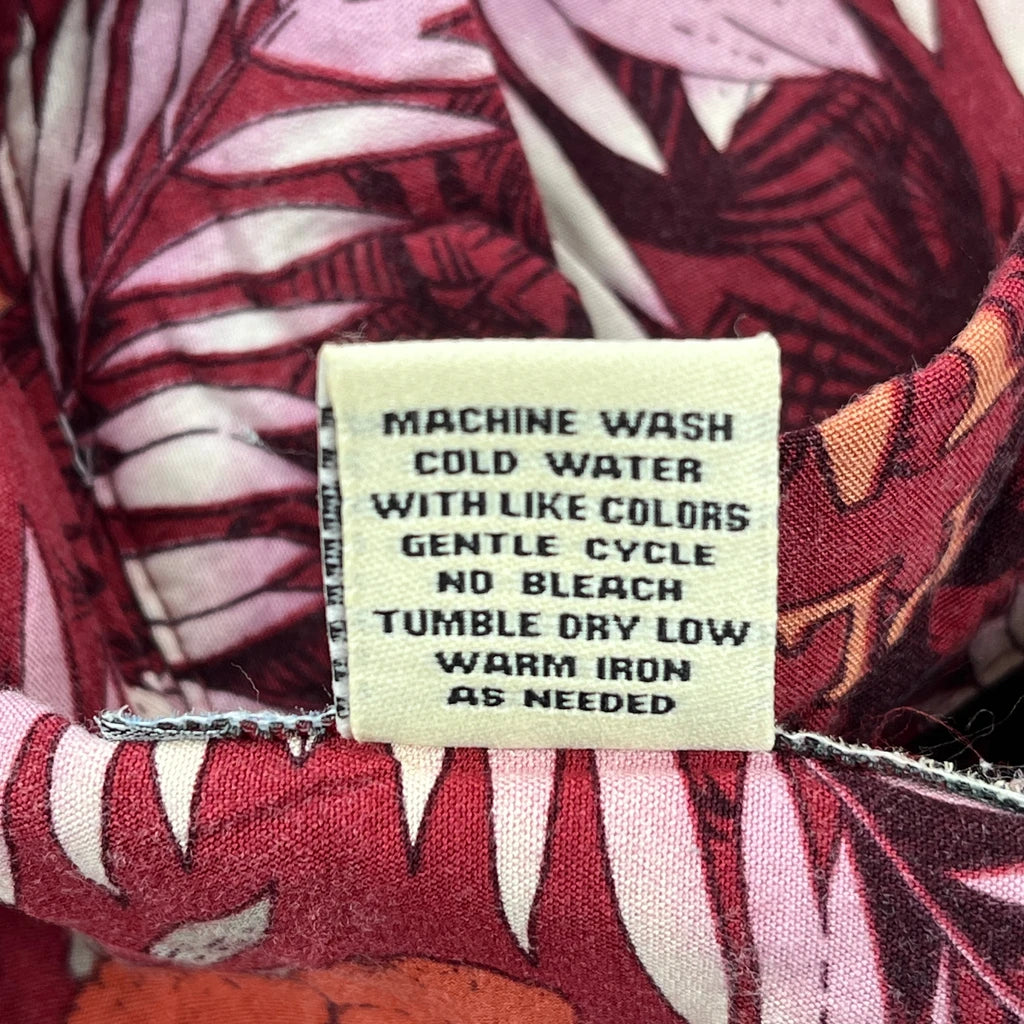 MACHINE WASH
COLD WATER
WITH LIKE COLORS
GENTLE CYCLE
NO BLEACH
TUMBLE DRY LOW
WARM IRON
AS NEEDED